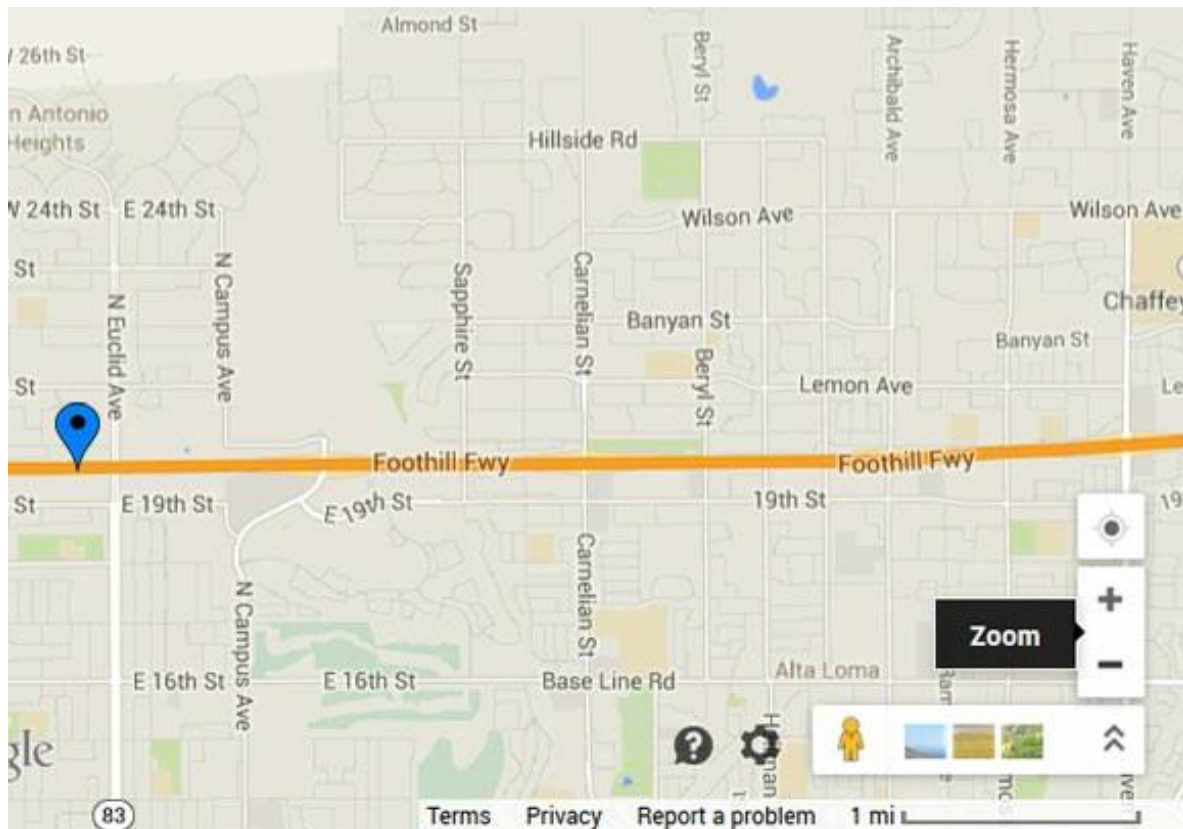 Almond St
26th St
Beryl St
Archibald Ave
Hermosa Ave
Haven Ave
Antonio
Heights
Hillside Rd
W 24th St
E 24th St
Wilson Ave
Wilson Ave
St
N Euclid Ave
N Campus Ave
Sapphire St
Carnelian St
Chaffey
Banyan St
Banyan St
Beryl St
St
Lemon Ave
Le
Foothill Fwy
Foothill Fwy
St
E 19th St
E 19th St
19th St
19
N Campus Ave
Carnelian St
Zoom
E 16th St
E 16th St
Base Line Rd
Alta Loma
gle
83
Terms
Privacy
Report a problem
1 mi